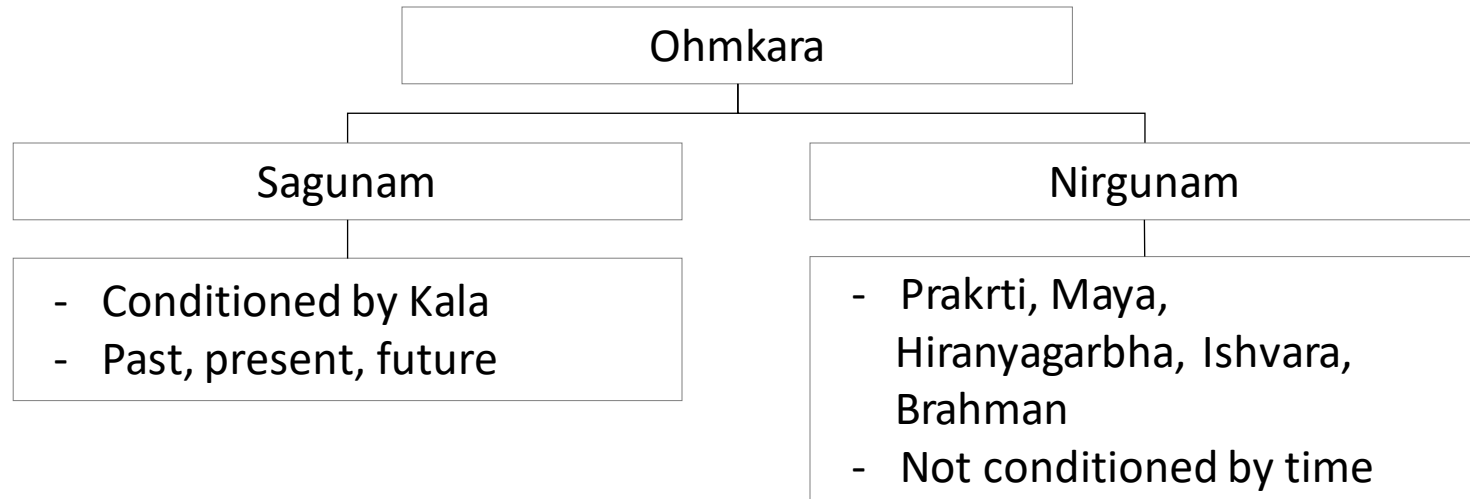 Ohmkara
Sagunam
Nirgunam
- Conditioned by Kala
- Past, present, future
- Prakrti, Maya,
Hiranyagarbha, Ishvara,
Brahman
- Not conditioned by time